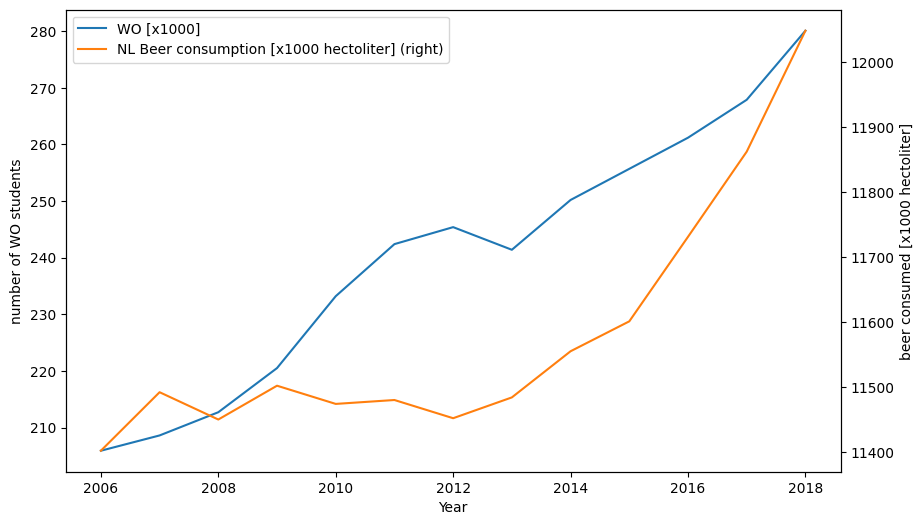 WO [x1000]
NL Beer consumption [x1000 hectoliter] (right)
280
270
260
250
240
230
220
210
number of WO students
12000
11900
11800
11700
11600
11500
11400
beer consumed [x1000 hectoliter]
2006 2008 2010 2012 2014 2016 2018
Year